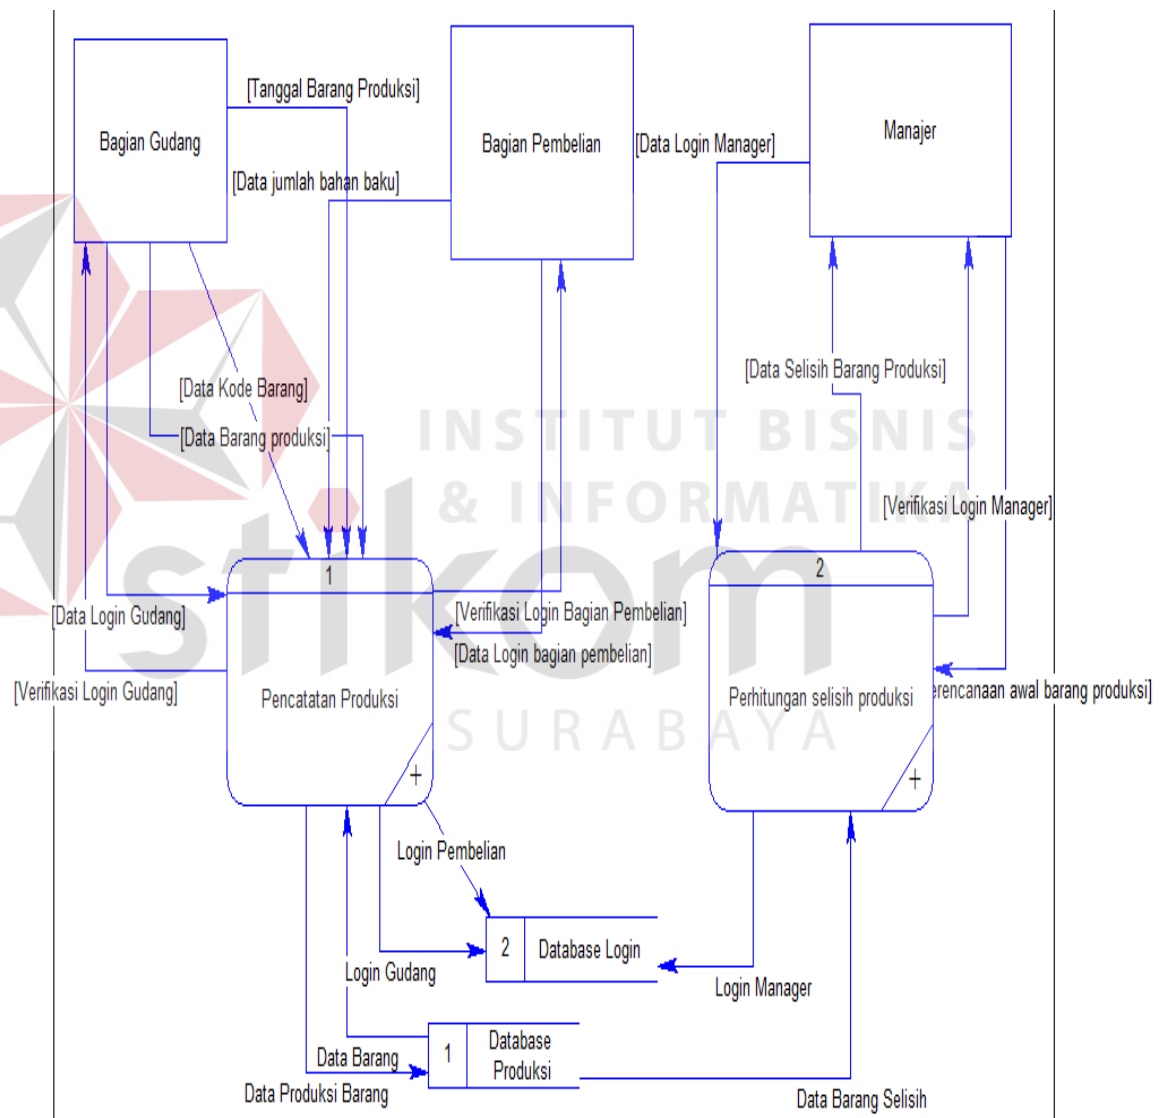 [Tanggal Barang Produksi]
Bagian Gudang
Bagian Pembelian
Manajer
[Data Login Manager]
[Data jumlah bahan baku]
[Data Selisih Barang Produksi]
[Data Kode Barang]
[Data Barang produksi]
INSTITUT BISNIS
& INFORMATIKA
[Verifikasi Login Manager]
stikom
1
2
[Data Login Gudang]
[Verifikasi Login Bagian Pembelian]
[Data Login bagian pembelian]
[Verifikasi Login Gudang]
Pencatatan Produksi
Perhitungan selisih produksi
awal barang produksi]
SURABAYA
+
+
Login Pembelian
2
Database Login
Login Gudang
Login Manager
1
Database
Produksi
Data Barang
Data Produksi Barang
Data Barang Selisih